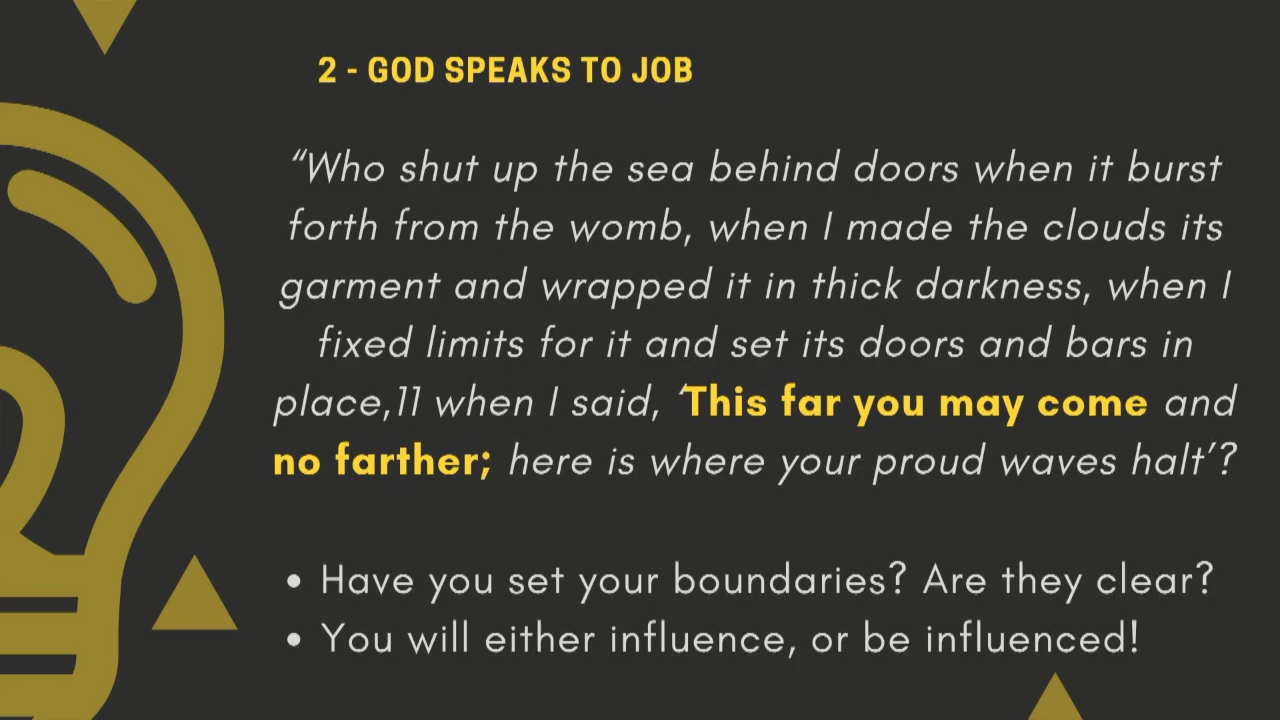 2 - GOD SPEAKS TO JOB
“Who shut up the sea behind doors when it burst
forth from the womb, when I made the clouds its
garment and wrapped it in thick darkness, when I
fixed limits for it and set its doors and bars in
place,11 when I said, ‘This far you may come and
no farther; here is where your proud waves halt’?
• Have you set your boundaries? Are they clear?
• You will either influence, or be influenced!